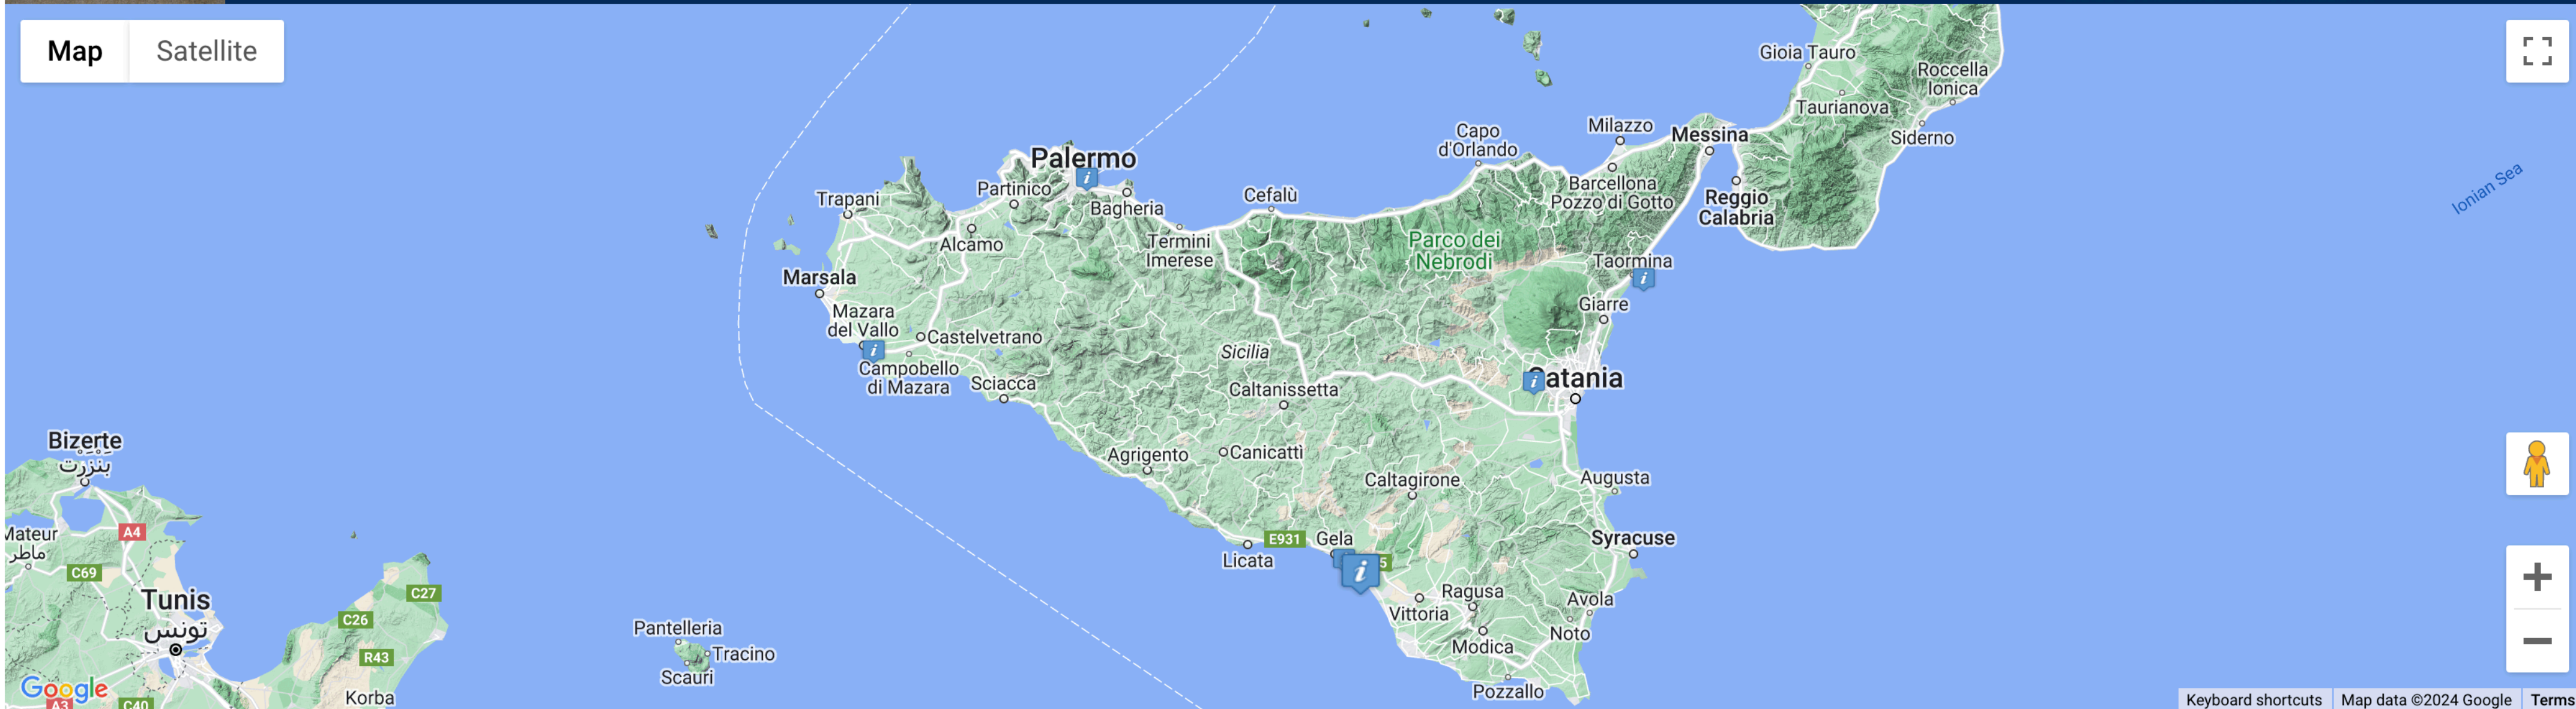 Map
Satellite
Gioia Tauro
Roccella
Ionica
Taurianova
Siderno
Ionian Sea
Milazzo
Messina
Capo
d'Orlando
Barcellona
Pozzo di Gotto
Reggio
Calabria
Palermo
i
Partinico
Bagheria
Cefalù
Trapani
Alcamo
Termini
Imerese
Parco dei
Nebrodi
Taormina
i
Marsala
Giarre
Mazara
del Vallo
i
Castelvetrano
Campobello
di Mazara
Sciacca
Sicilia
Caltanissetta
i
atania
Bizerte
بنزرت
Agrigento
Canicattì
Caltagirone
Augusta
Mateur
ماطر
A4
E931
Gela
Licata
i
5
Syracuse
C69
C27
Tunis
تونس
C26
R43
Korba
Ragusa
Vittoria
Avola
Noto
Modica
Pozzallo
Pantelleria
Tracino
Scauri
Google
A3
C40
Keyboard shortcuts
Map data ©2024 Google
Terms